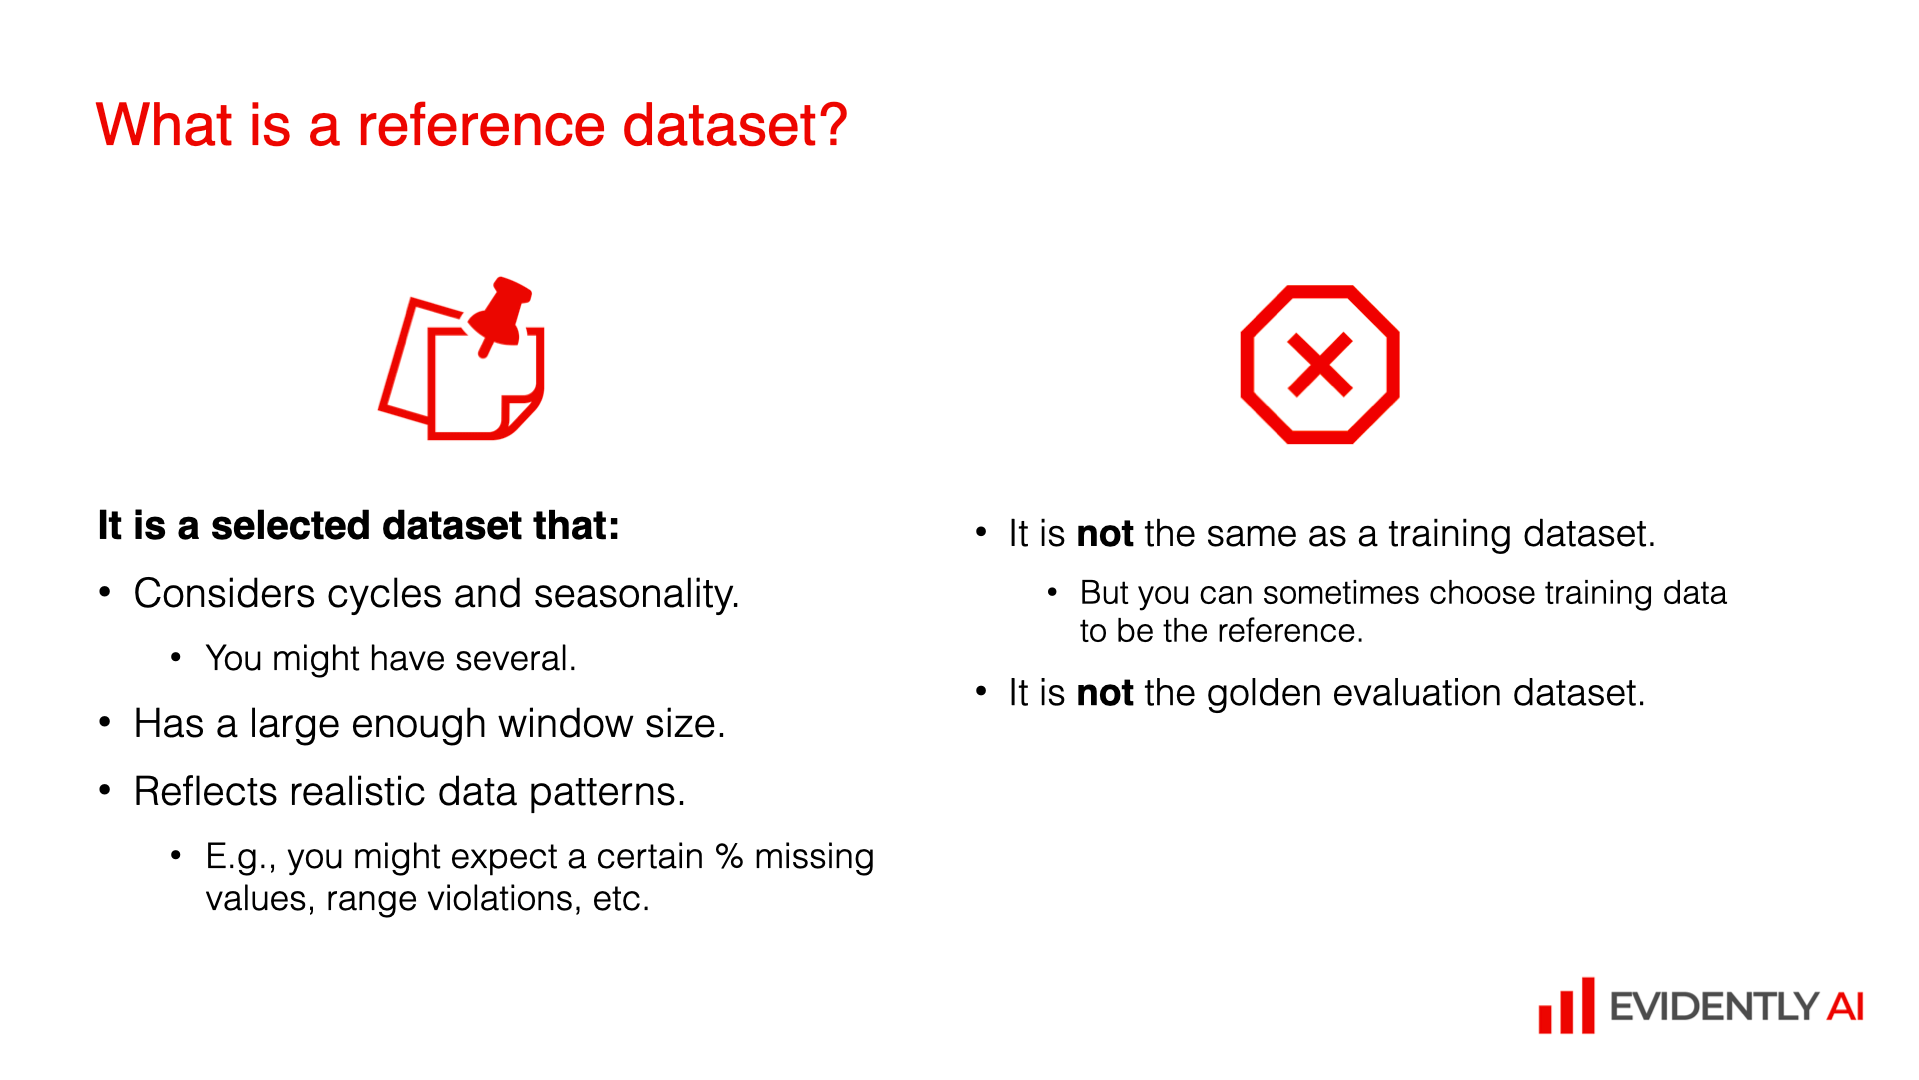 What is a reference dataset?
It is a selected dataset that:
• Considers cycles and seasonality.
• You might have several.
• Has a large enough window size.
• Reflects realistic data patterns.
• E.g., you might expect a certain % missing
values, range violations, etc.
• It is not the same as a training dataset.
• But you can sometimes choose training data
to be the reference.
• It is not the golden evaluation dataset.
EVIDENTLY AI